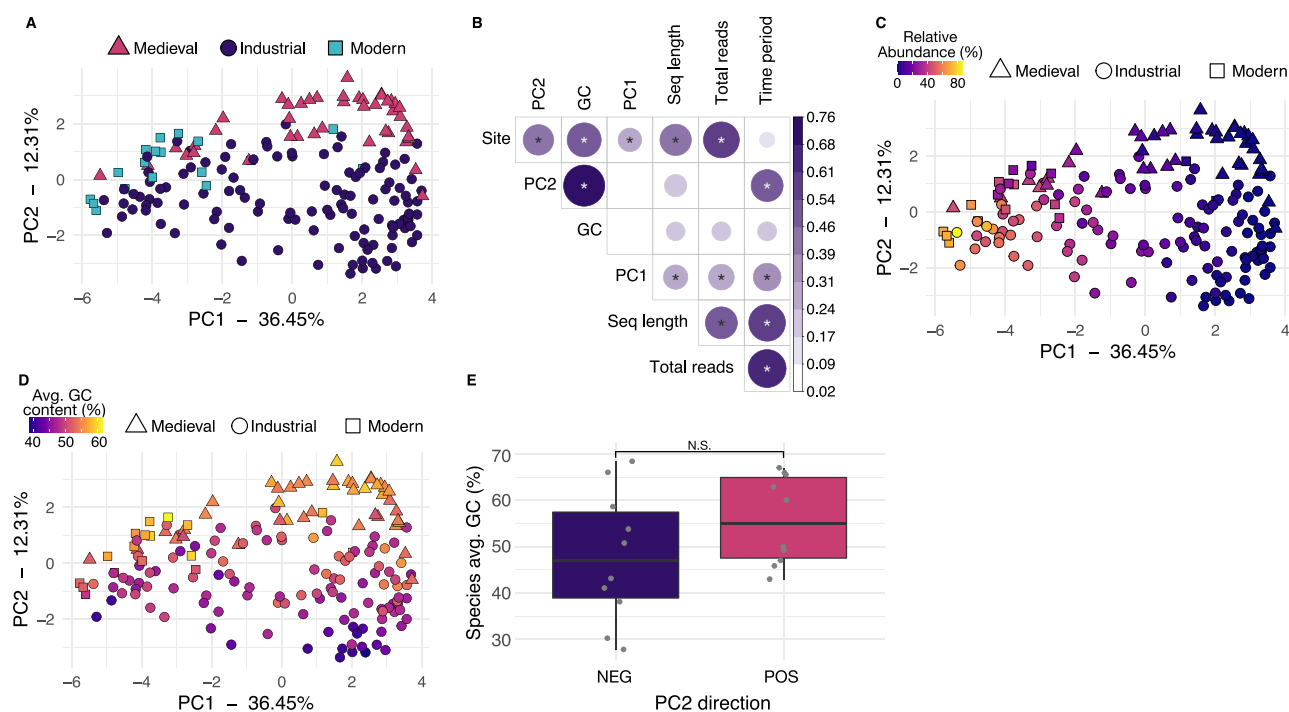 A
Medieval Industrial Modern
PC2 – 12.31%
2
0
−2
−6 −4 −2 0 2 4
PC1 – 36.45%
B
PC2 GC PC1 Seq length Total reads Time period
Site * * * * *
PC2 * *
GC
PC1 * * *
Seq length * *
Total reads *
0.76
0.68
0.61
0.54
0.46
0.39
0.31
0.24
0.17
0.09
0.02
C
Relative
Abundance (%)
0 40 80
Medieval Industrial Modern
PC2 – 12.31%
2
0
−2
−6 −4 −2 0 2 4
PC1 – 36.45%
D
Avg. GC
content (%)
40 50 60
Medieval Industrial Modern
PC2 – 12.31%
2
0
−2
−6 −4 −2 0 2 4
PC1 – 36.45%
E
N.S.
Species avg. GC (%)
70
60
50
40
30
NEG POS
PC2 direction